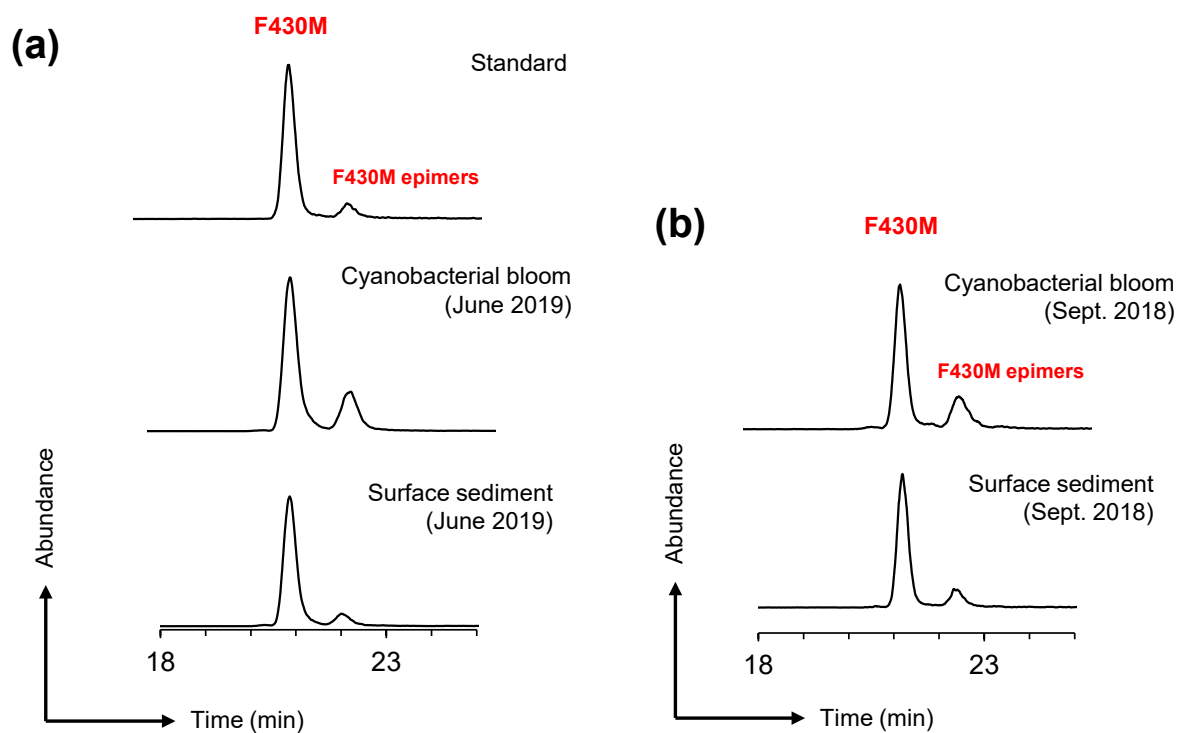 (a)
F430M
Standard
F430M epimers
Cyanobacterial bloom
(June 2019)
Surface sediment
(June 2019)
Abundance
18
23
Time (min)
(b)
F430M
Cyanobacterial bloom
(Sept. 2018)
F430M epimers
Surface sediment
(Sept. 2018)
Abundance
18
23
Time (min)